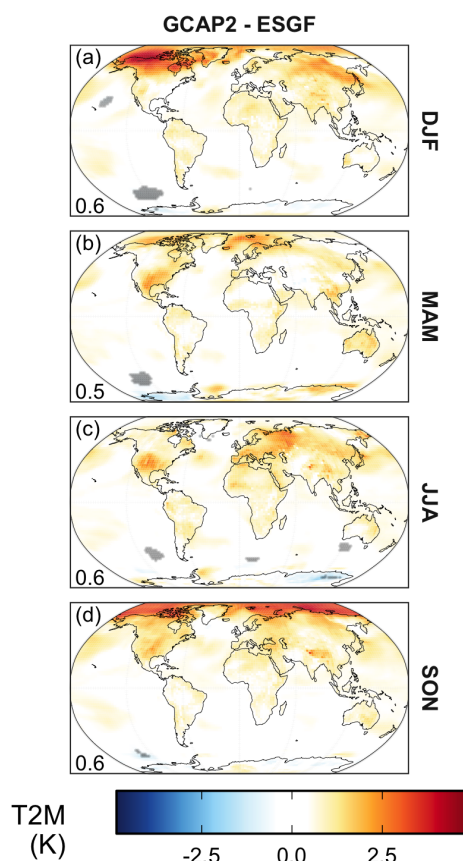 GCAP2 - ESGF
(a)
DJF
0.6
(b)
MAM
0.5
(c)
JJA
0.6
(d)
SON
0.6
T2M
(K)
-2.5 0.0 2.5